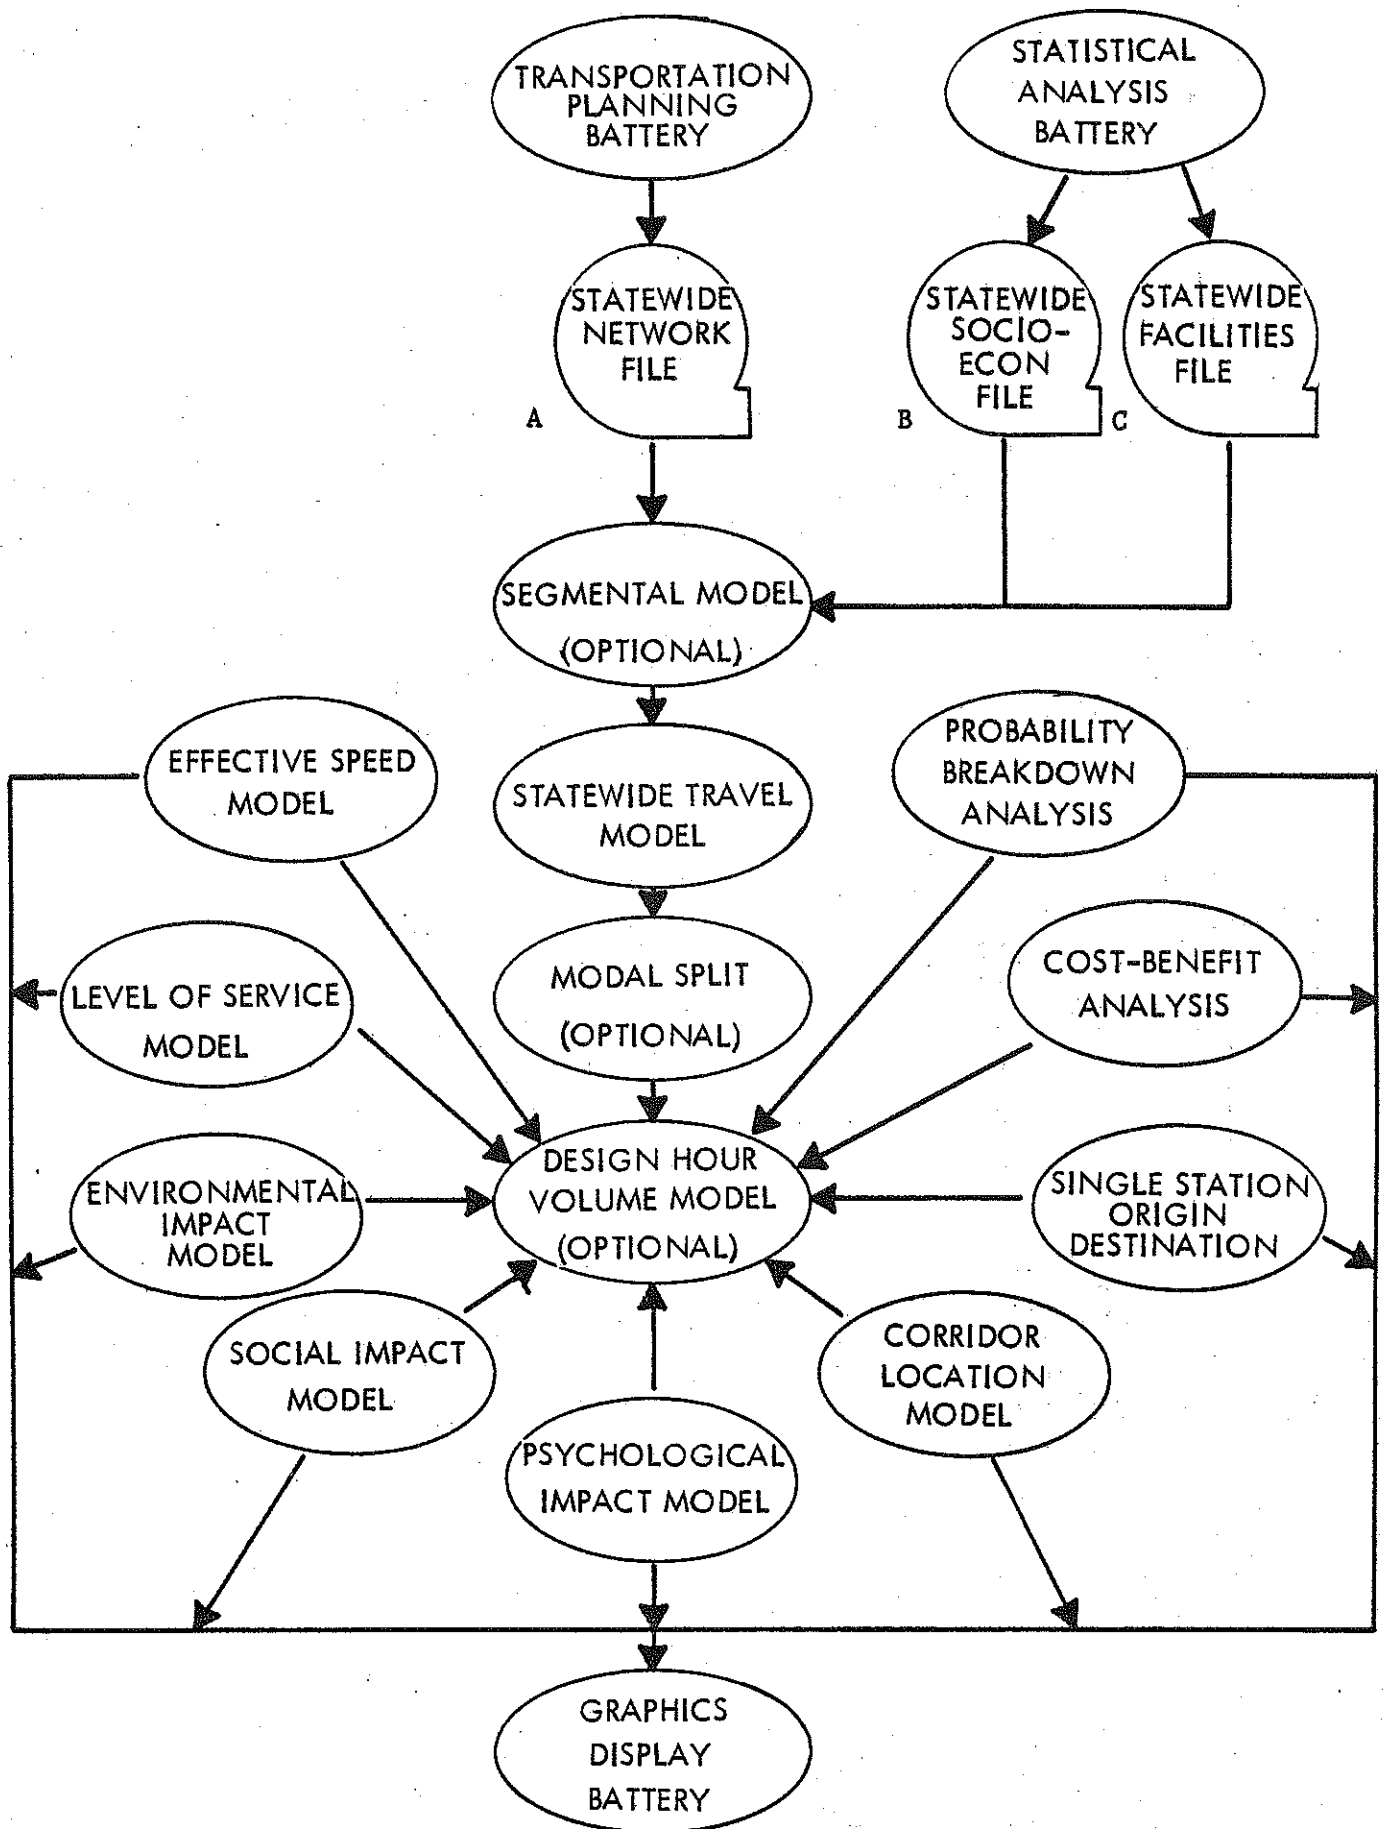 TRANSPORTATION
PLANNING
BATTERY
STATISTICAL
ANALYSIS
BATTERY
STATEWIDE
NETWORK
FILE
A
STATEWIDE
SOCIO-
ECON
FILE
B
STATEWIDE
FACILITIES
FILE
C
SEGMENTAL MODEL
(OPTIONAL)
EFFECTIVE SPEED
MODEL
STATEWIDE TRAVEL
MODEL
PROBABILITY
BREAKDOWN
ANALYSIS
LEVEL OF SERVICE
MODEL
MODAL SPLIT
(OPTIONAL)
COST-BENEFIT
ANALYSIS
ENVIRONMENTAL
IMPACT
MODEL
DESIGN HOUR
VOLUME MODEL
(OPTIONAL)
SINGLE STATION
ORIGIN
DESTINATION
SOCIAL IMPACT
MODEL
PSYCHOLOGICAL
IMPACT MODEL
CORRIDOR
LOCATION
MODEL
GRAPHICS
DISPLAY
BATTERY